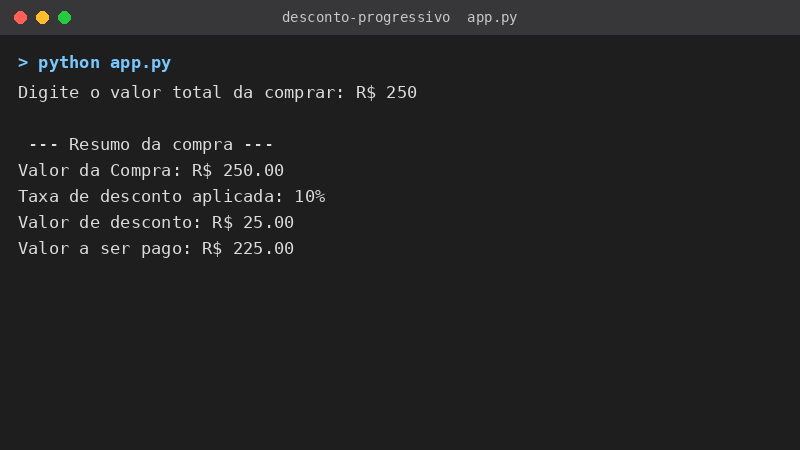 desconto-progressivo  app.py
> python app.py
Digite o valor total da comprar: R$ 250
--- Resumo da compra ---
Valor da Compra: R$ 250.00
Taxa de desconto aplicada: 10%
Valor de desconto: R$ 25.00
Valor a ser pago: R$ 225.00